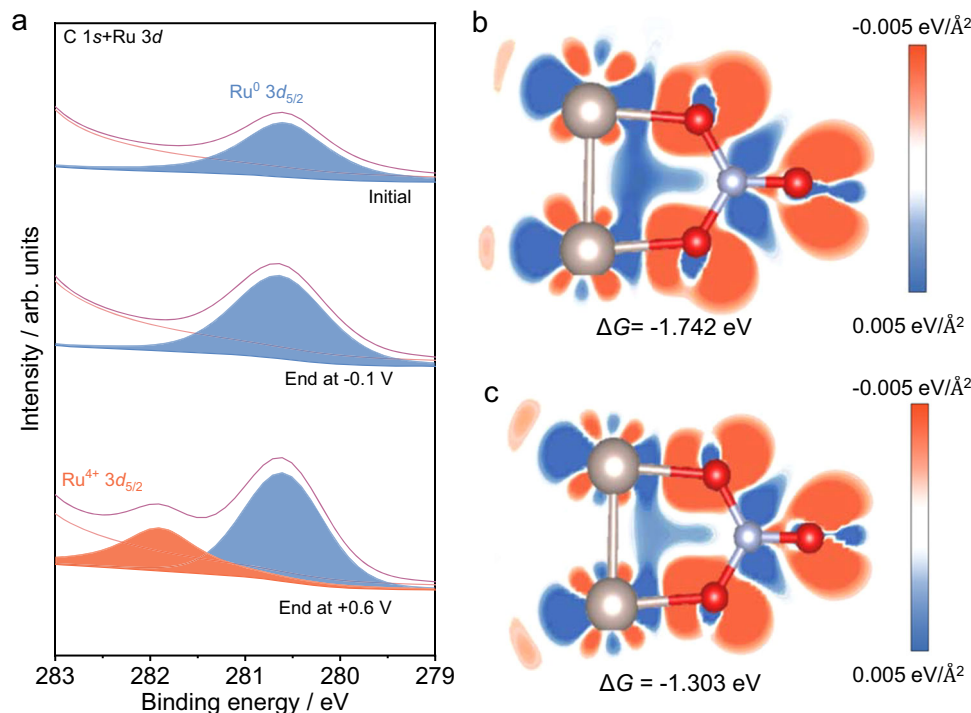 a
C 1s+Ru 3d
Ru⁰ 3d₅/₂
Initial
End at -0.1 V
Ru⁴⁺ 3d₅/₂
End at +0.6 V
Intensity / arb. units
283 282 281 280 279
Binding energy / eV
b
-0.005 eV/Å²
0.005 eV/Å²
ΔG= -1.742 eV
c
-0.005 eV/Å²
0.005 eV/Å²
ΔG = -1.303 eV